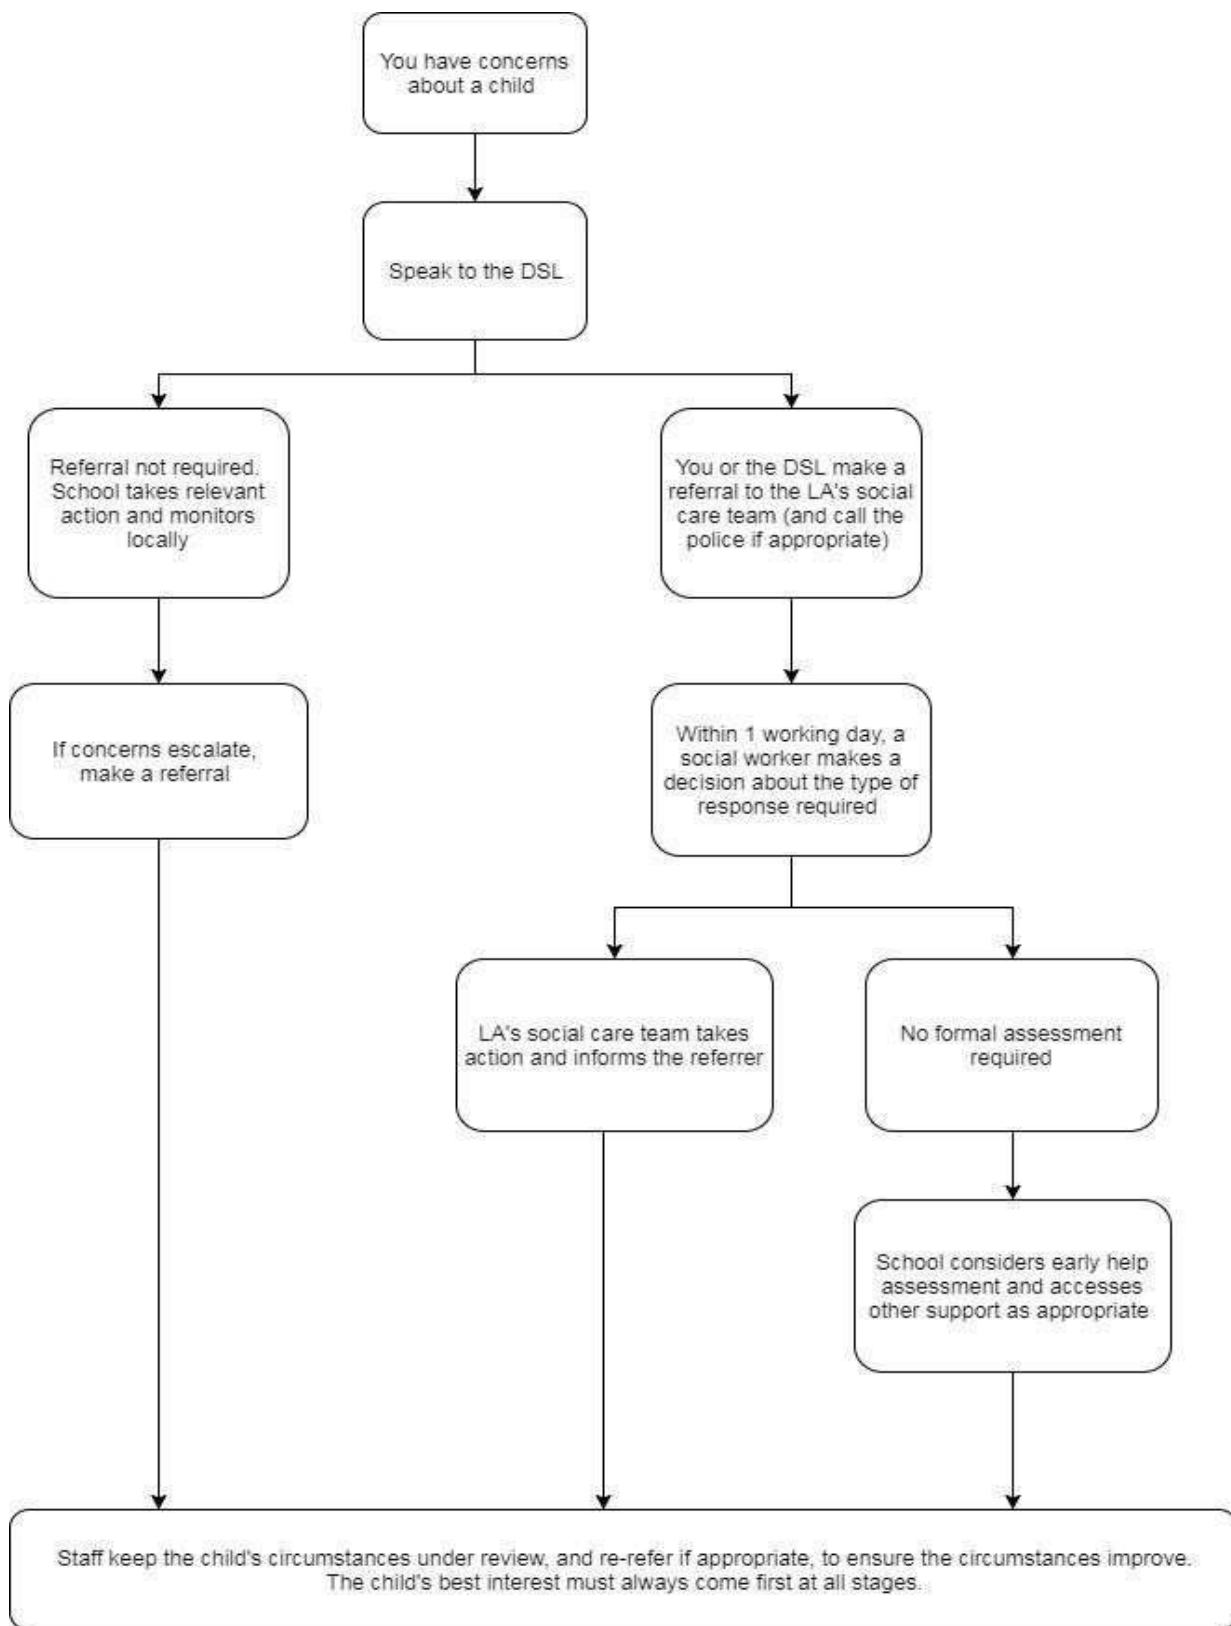 You have concerns
about a child
Speak to the DSL
Referral not required.
School takes relevant
action and monitors
locally
You or the DSL make a
referral to the LA's social
care team (and call the
police if appropriate)
If concerns escalate,
make a referral
Within 1 working day, a
social worker makes a
decision about the type of
response required
LA's social care team takes
action and informs the referrer
No formal assessment
required
School considers early help
assessment and accesses
other support as appropriate
Staff keep the child's circumstances under review, and re-refer if appropriate, to ensure the circumstances improve.
The child's best interest must always come first at all stages.